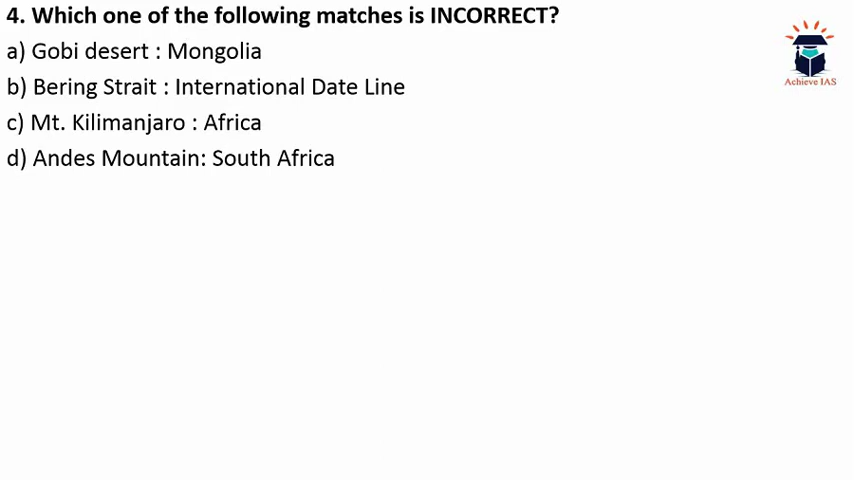 4. Which one of the following matches is INCORRECT?
a) Gobi desert : Mongolia
b) Bering Strait : International Date Line
c) Mt. Kilimanjaro : Africa
d) Andes Mountain: South Africa
Achieve IAS